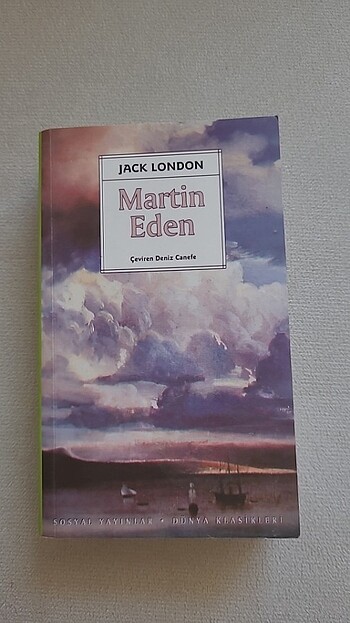 JACK LONDON
Martin
Eden
Çeviren Deniz Canefe
SOSYAL YAYINLAR • DÜNYA KLASİKLERİ